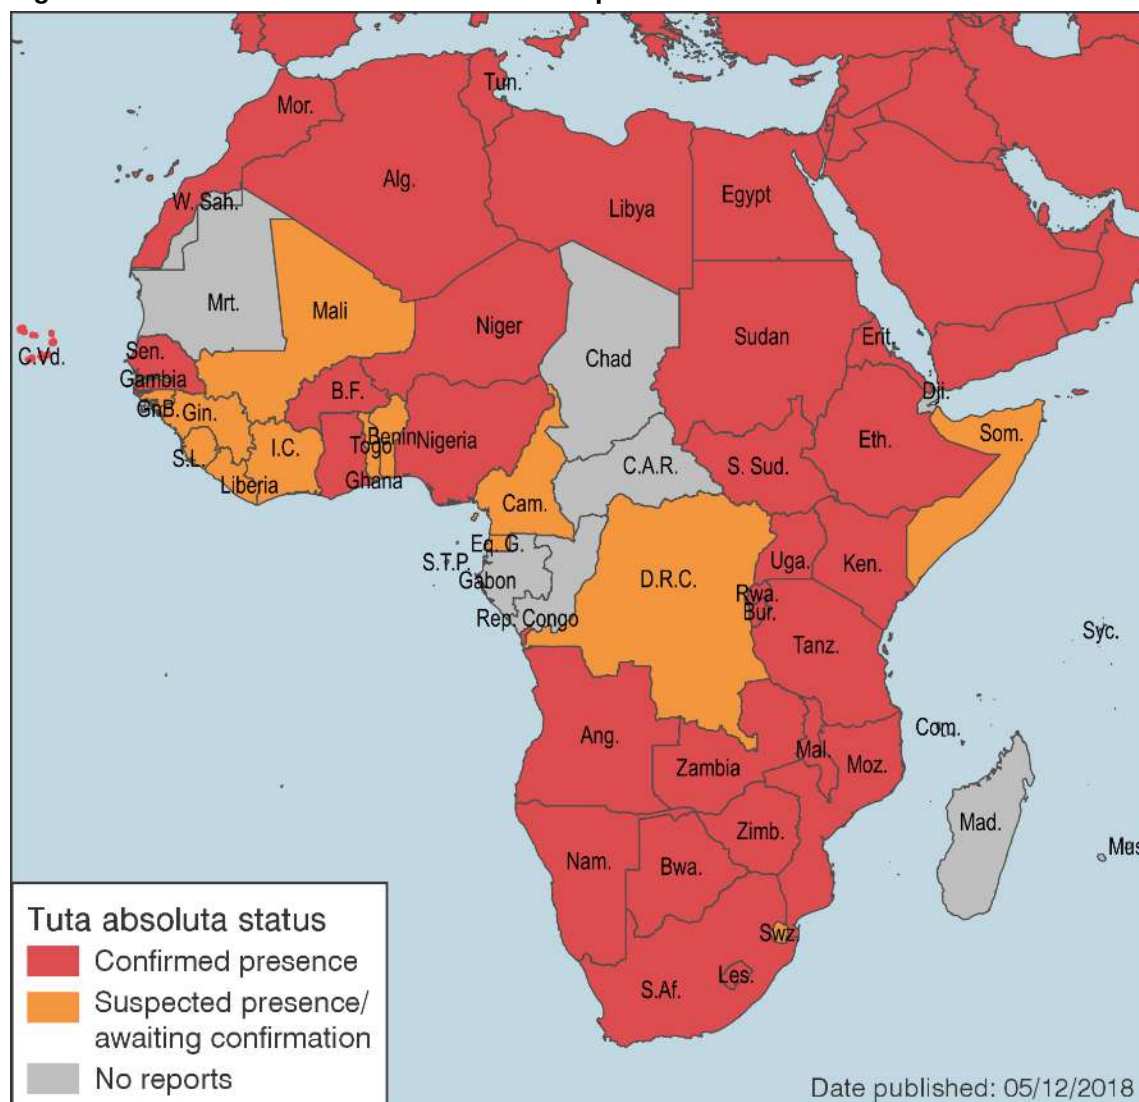 Tun.
Mor.
Alg.
Libya
Egypt
W. Sah.
Mrt.
Mali
Niger
Chad
Sudan
Erit.
C.Vd.
Sen.
Gambia
B.F.
Dji.
GnB.
Gin.
Benin
Nigeria
Togo
I.C.
Eth.
Som.
S.L.
Liberia
Ghana
C.A.R.
S. Sud.
Cam.
Eq. G.
S.T.P.
Gabon
D.R.C.
Uga.
Ken.
Rwa.
Bur.
Rep. Congo
Tanz.
Syc.
Ang.
Com.
Zambia
Mal.
Moz.
Mad.
Zimb.
Nam.
Bwa.
Mus
Swz.
Les.
S.Af.
Tuta absoluta status
Confirmed presence
Suspected presence/
awaiting confirmation
No reports
Date published: 05/12/2018